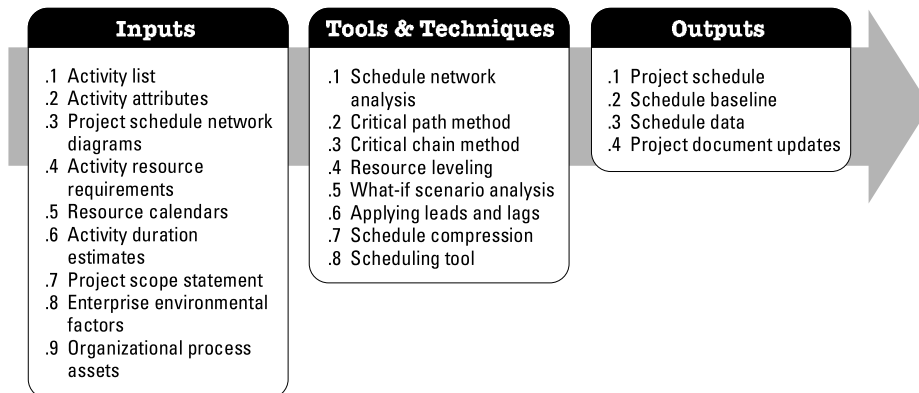 Inputs
.1 Activity list
.2 Activity attributes
.3 Project schedule network
diagrams
.4 Activity resource
requirements
.5 Resource calendars
.6 Activity duration
estimates
.7 Project scope statement
.8 Enterprise environmental
factors
.9 Organizational process
assets
Tools & Techniques
.1 Schedule network
analysis
.2 Critical path method
.3 Critical chain method
.4 Resource leveling
.5 What-if scenario analysis
.6 Applying leads and lags
.7 Schedule compression
.8 Scheduling tool
Outputs
.1 Project schedule
.2 Schedule baseline
.3 Schedule data
.4 Project document updates